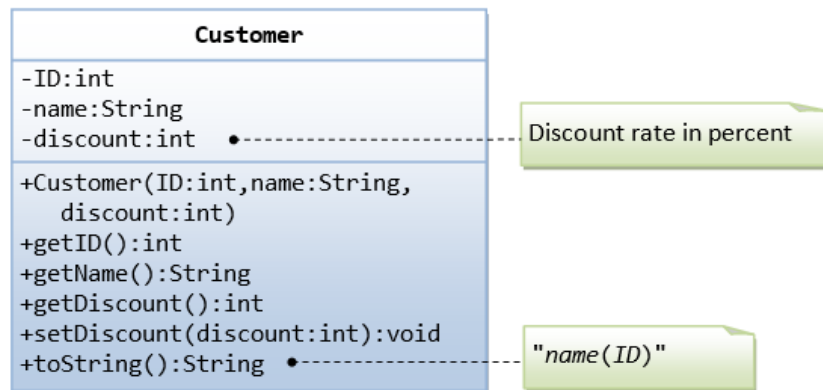 Customer
-ID:int
-name:String
-discount:int
Discount rate in percent
+Customer(ID:int,name:String,
discount:int)
+getID():int
+getName():String
+getDiscount():int
+setDiscount(discount:int):void
+toString():String
"name(ID)"